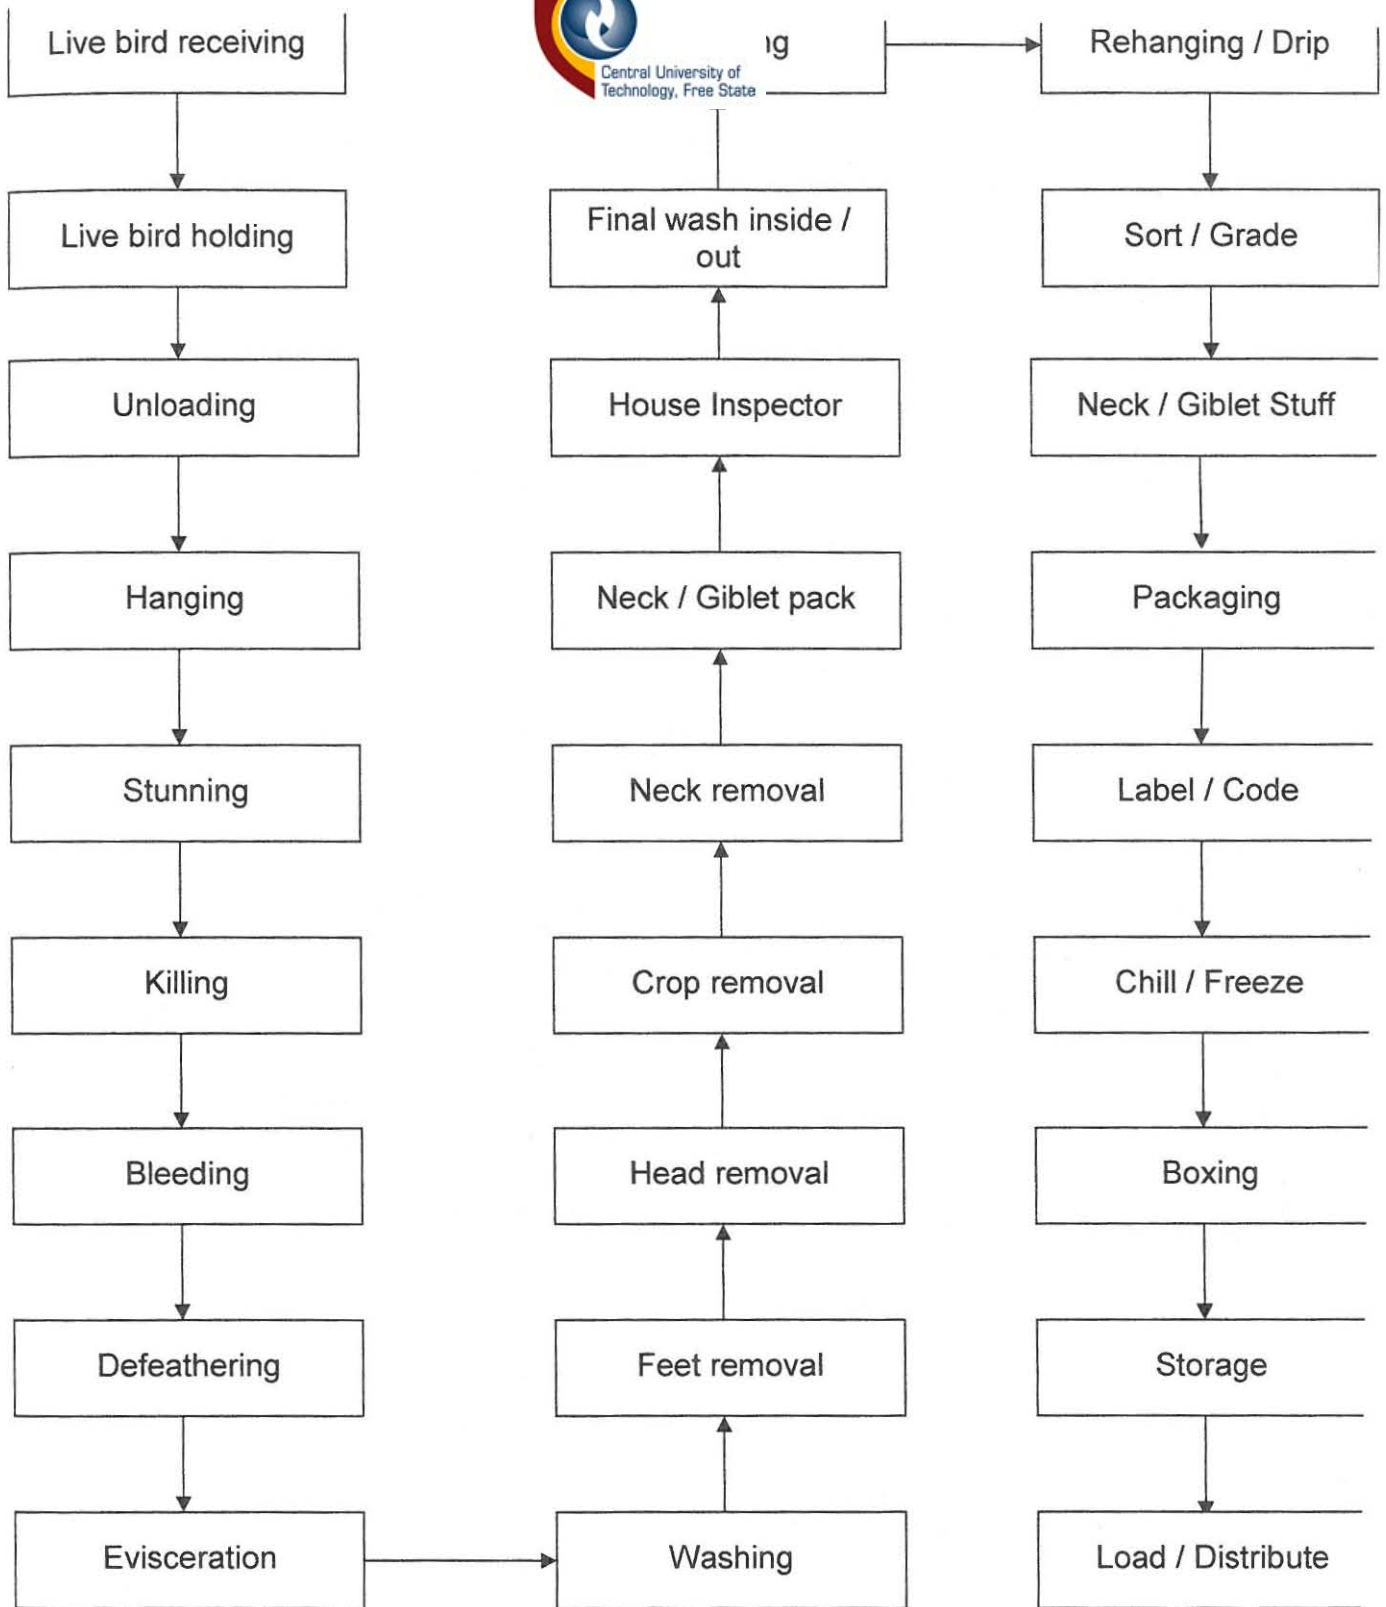 Live bird receiving
Live bird holding
Unloading
Hanging
Stunning
Killing
Bleeding
Defeathering
Evisceration
Washing
Feet removal
Head removal
Crop removal
Neck removal
Neck / Giblet pack
House Inspector
Final wash inside /
out
Central University of
Technology, Free State
Rehanging / Drip
Sort / Grade
Neck / Giblet Stuff
Packaging
Label / Code
Chill / Freeze
Boxing
Storage
Load / Distribute